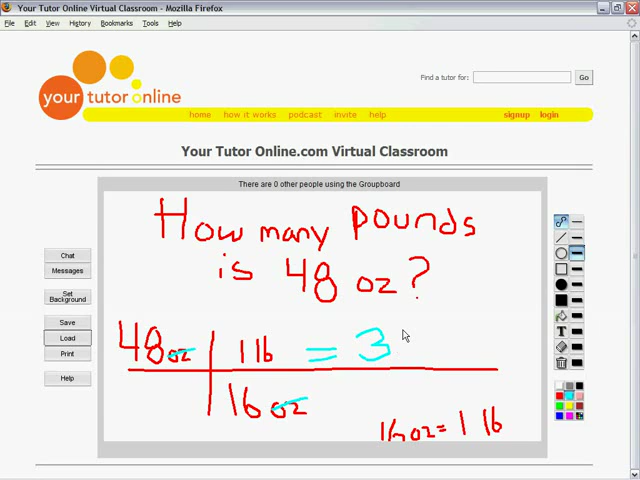 Your Tutor Online Virtual Classroom - Mozilla Firefox
File Edit View History Bookmarks Tools Help
your tutor online
Find a tutor for: Go
home how it works podcast invite help signup login
Your Tutor Online.com Virtual Classroom
There are 0 other people using the Groupboard
Chat
Messages
Set
Background
Save
Load
Print
Help
How many pounds
is 48 oz?
48 oz 1 lb = 3
16 oz
16 oz = 1 lb
T